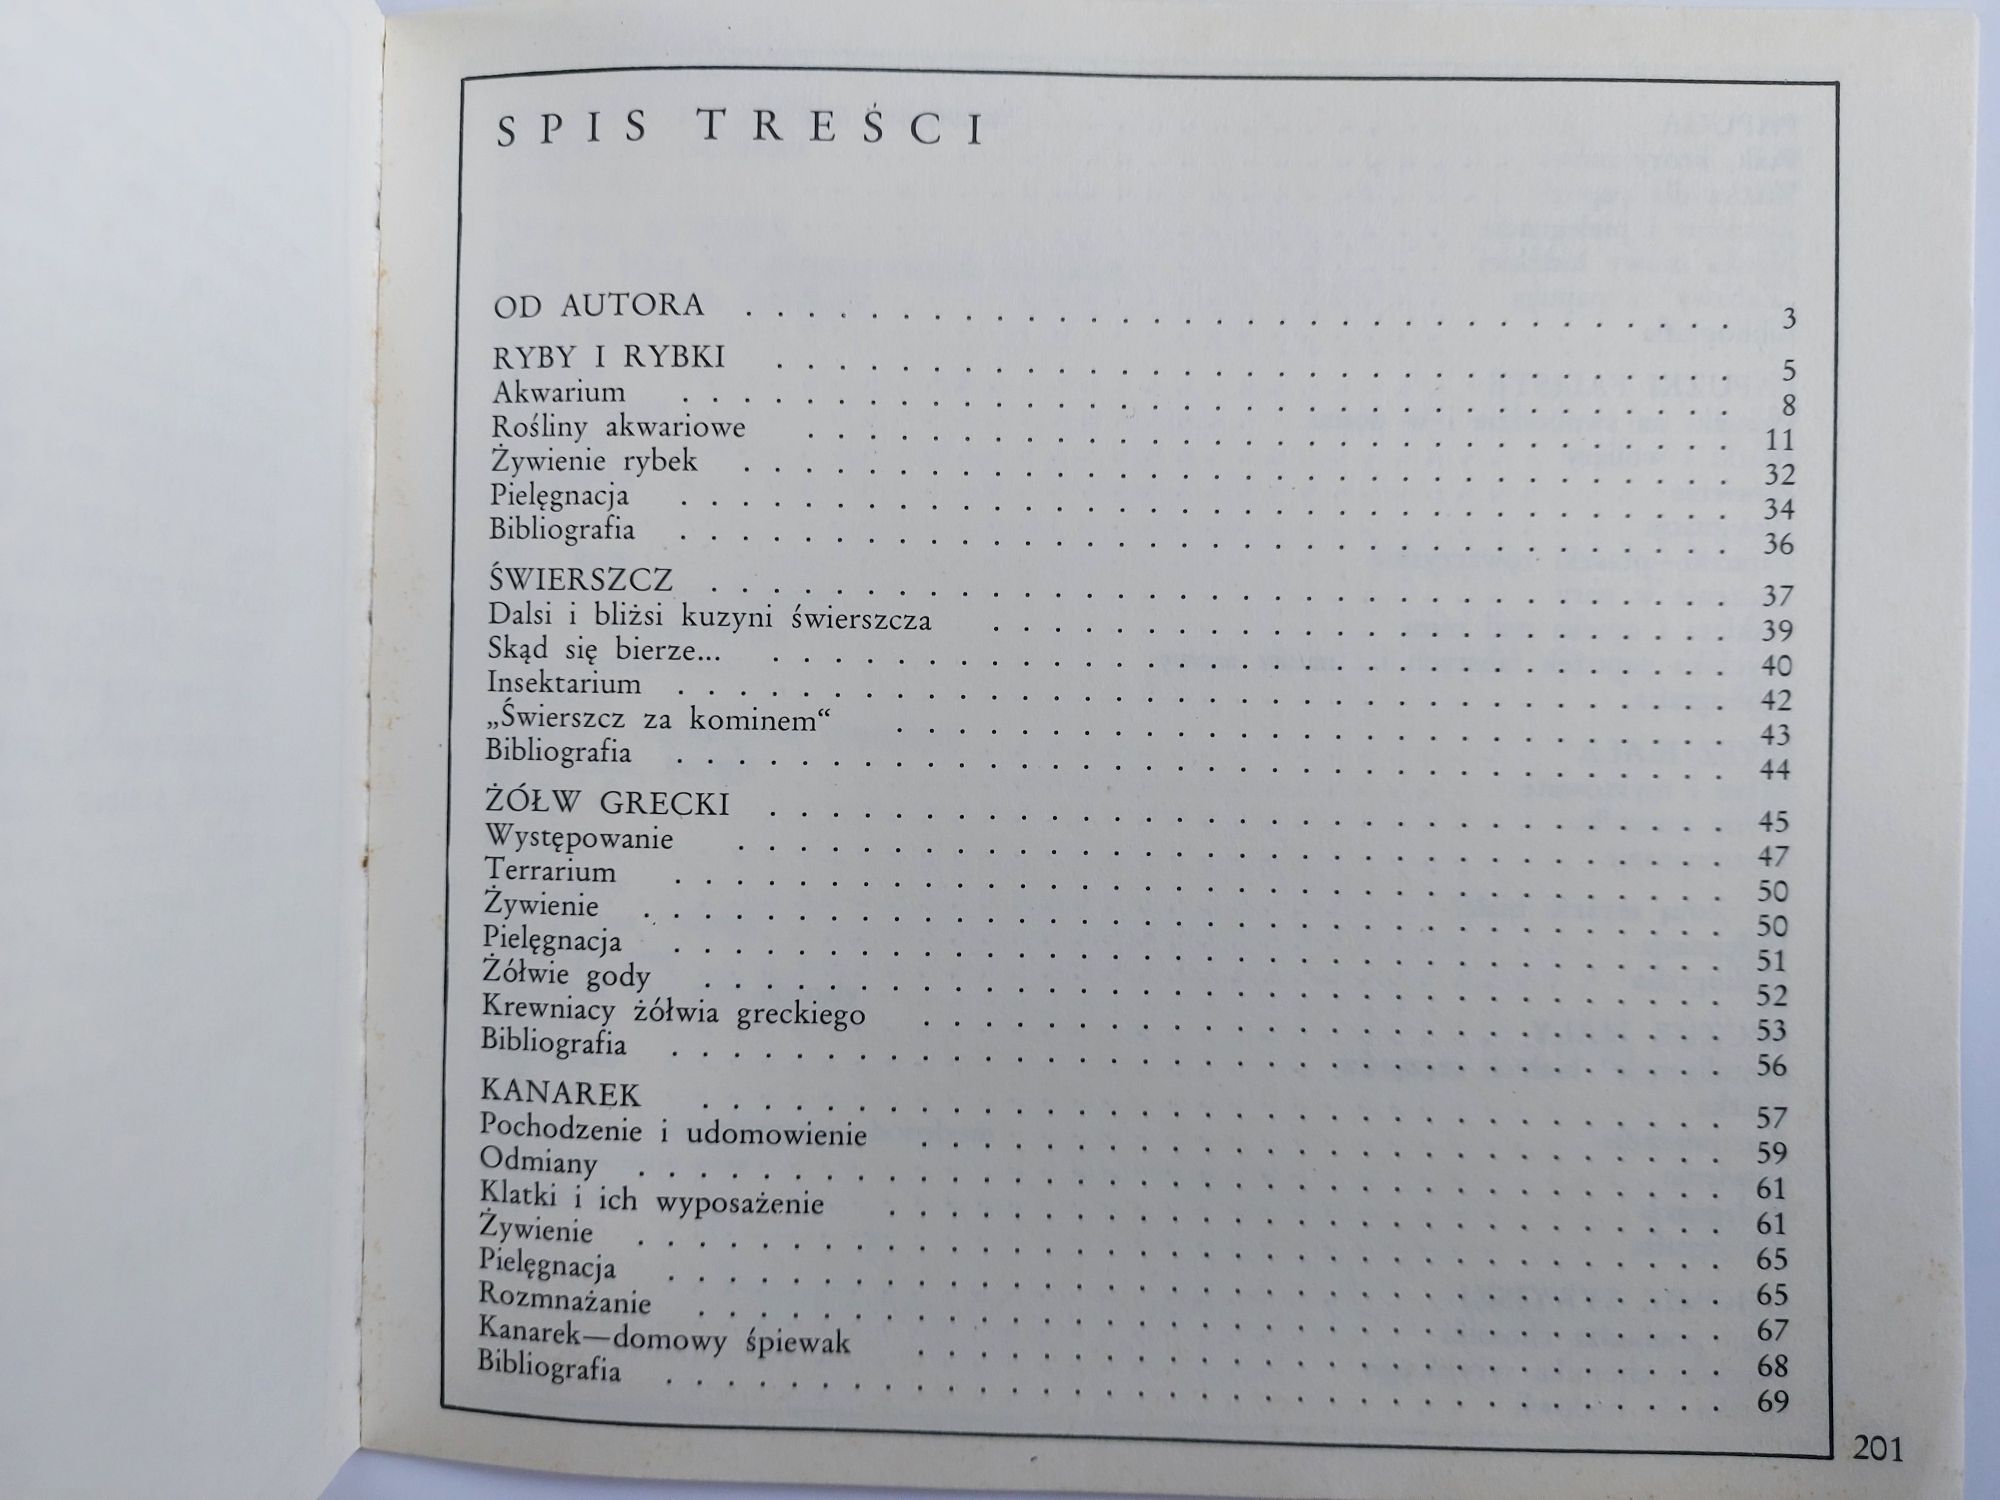 SPIS TREŚCI
OD AUTORA . . . . . . . . . . . . . . . . . . . . . . . . . . . . . . . . 3
RYBY I RYBKI . . . . . . . . . . . . . . . . . . . . . . . . . . . . . . . 5
Akwarium . . . . . . . . . . . . . . . . . . . . . . . . . . . . . . . . . . 8
Rośliny akwariowe . . . . . . . . . . . . . . . . . . . . . . . . . . . . . . 11
Żywienie rybek . . . . . . . . . . . . . . . . . . . . . . . . . . . . . . . . 32
Pielęgnacja . . . . . . . . . . . . . . . . . . . . . . . . . . . . . . . . . . 34
Bibliografia . . . . . . . . . . . . . . . . . . . . . . . . . . . . . . . . . . 36
ŚWIERSZCZ . . . . . . . . . . . . . . . . . . . . . . . . . . . . . . . . . 37
Dalsi i bliżsi kuzyni świerszcza . . . . . . . . . . . . . . . . . . . . . . . . 39
Skąd się bierze... . . . . . . . . . . . . . . . . . . . . . . . . . . . . . . . 40
Insektarium . . . . . . . . . . . . . . . . . . . . . . . . . . . . . . . . . . 42
„Świerszcz za kominem“ . . . . . . . . . . . . . . . . . . . . . . . . . . . 43
Bibliografia . . . . . . . . . . . . . . . . . . . . . . . . . . . . . . . . . . 44
ŻÓŁW GRECKI . . . . . . . . . . . . . . . . . . . . . . . . . . . . . . . 45
Występowanie . . . . . . . . . . . . . . . . . . . . . . . . . . . . . . . . 47
Terrarium . . . . . . . . . . . . . . . . . . . . . . . . . . . . . . . . . . 50
Żywienie . . . . . . . . . . . . . . . . . . . . . . . . . . . . . . . . . . . 50
Pielęgnacja . . . . . . . . . . . . . . . . . . . . . . . . . . . . . . . . . . 51
Żółwie gody . . . . . . . . . . . . . . . . . . . . . . . . . . . . . . . . . 52
Krewniacy żółwia greckiego . . . . . . . . . . . . . . . . . . . . . . . . . . 53
Bibliografia . . . . . . . . . . . . . . . . . . . . . . . . . . . . . . . . . . 56
KANAREK . . . . . . . . . . . . . . . . . . . . . . . . . . . . . . . . . 57
Pochodzenie i udomowienie . . . . . . . . . . . . . . . . . . . . . . . . . . 59
Odmiany . . . . . . . . . . . . . . . . . . . . . . . . . . . . . . . . . . . 61
Klatki i ich wyposażenie . . . . . . . . . . . . . . . . . . . . . . . . . . . 61
Żywienie . . . . . . . . . . . . . . . . . . . . . . . . . . . . . . . . . . . 65
Pielęgnacja . . . . . . . . . . . . . . . . . . . . . . . . . . . . . . . . . . 65
Rozmnażanie . . . . . . . . . . . . . . . . . . . . . . . . . . . . . . . . . 67
Kanarek—domowy śpiewak . . . . . . . . . . . . . . . . . . . . . . . . . . 68
Bibliografia . . . . . . . . . . . . . . . . . . . . . . . . . . . . . . . . . . 69
201